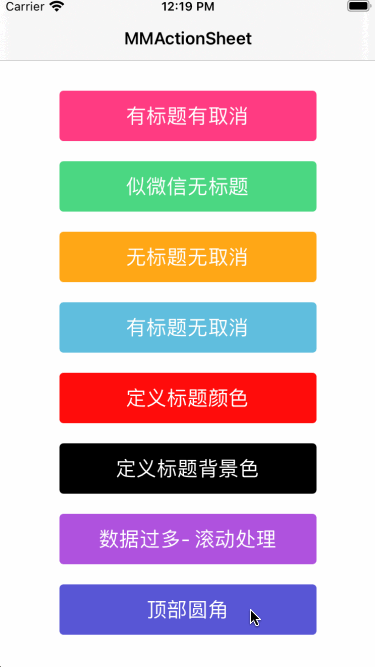 Carrier 12:19 PM
MMActionSheet
有标题有取消
似微信无标题
无标题无取消
有标题无取消
定义标题颜色
定义标题背景色
数据过多- 滚动处理
顶部圆角